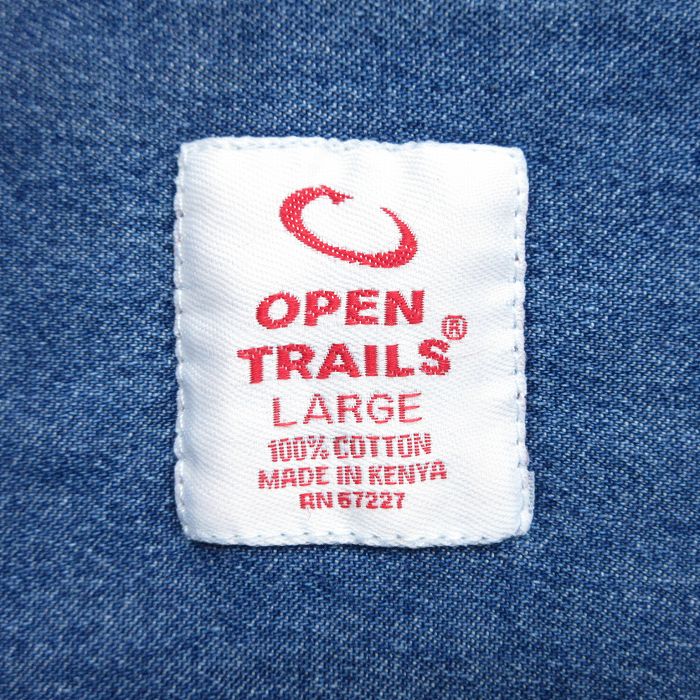 OPEN
TRAILS®
LARGE
100% COTTON
MADE IN KENYA
RN 67227